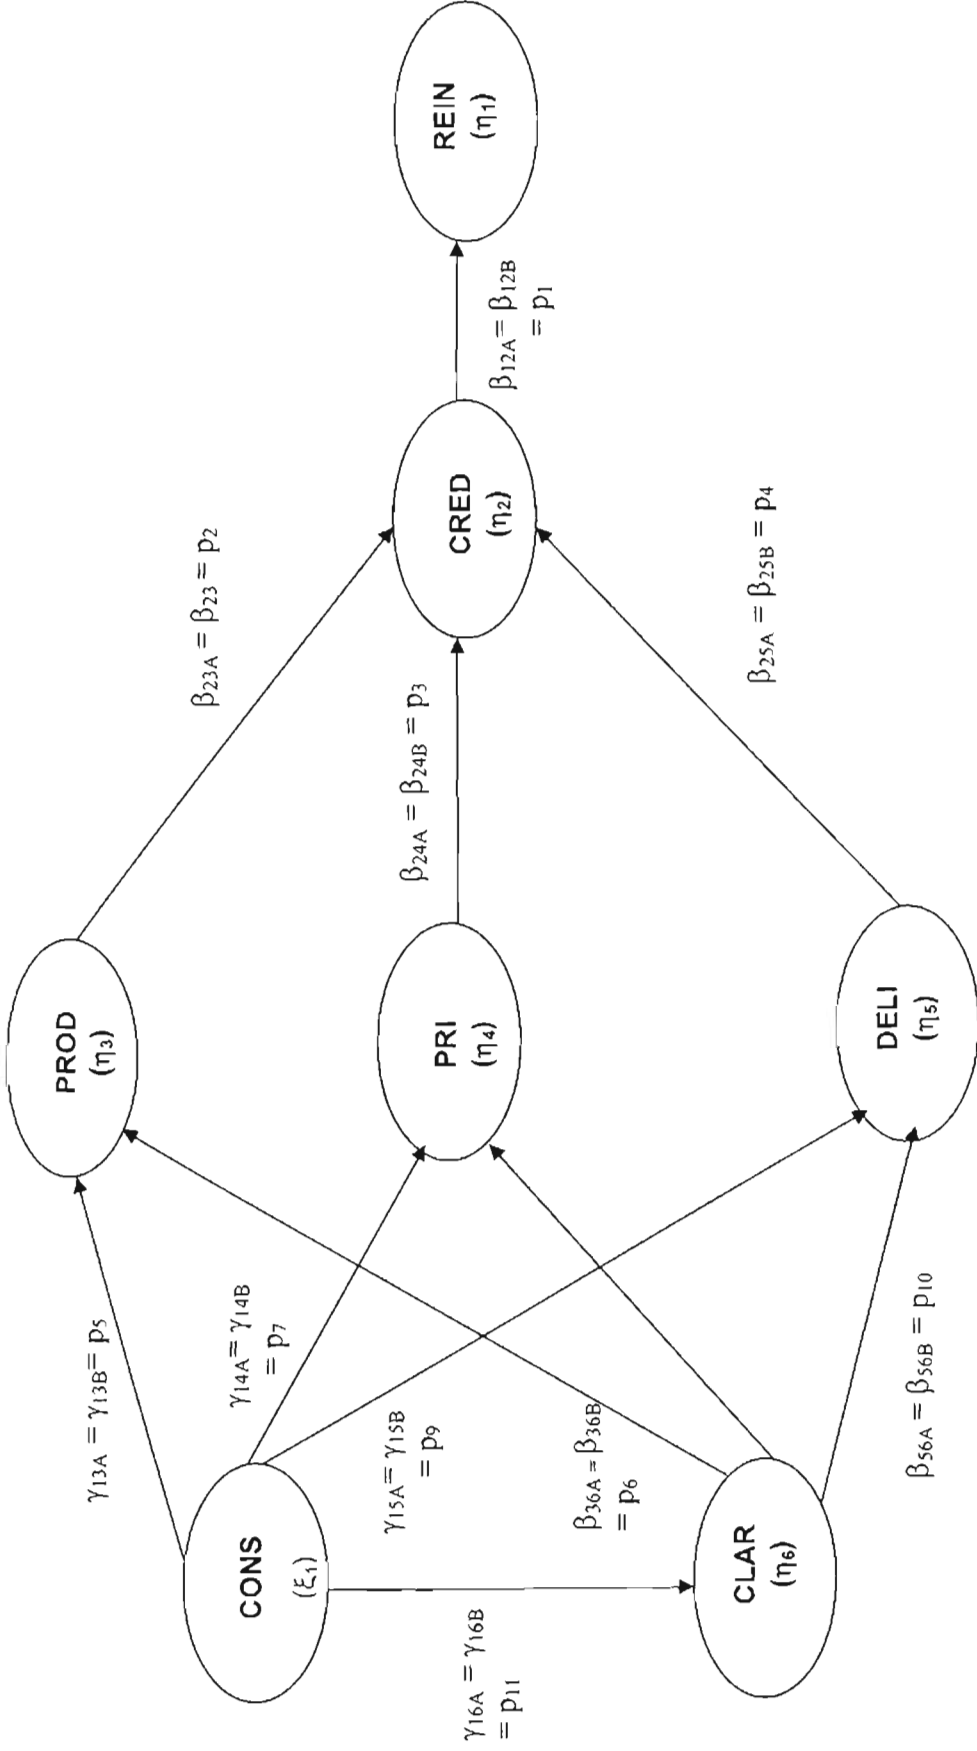 PROD
(η3)
β23A = β23 = p2
γ13A = γ13B= p5
CONS
(ξ1)
γ14A= γ14B
= p7
PRI
(η4)
β24A = β24B = p3
CRED
(η2)
β12A= β12B
= p1
REIN
(η1)
γ15A= γ15B
= p9
γ16A = γ16B
= p11
β36A = β36B
= p6
CLAR
(η6)
β56A = β56B = p10
DELI
(η5)
β25A = β25B = p4